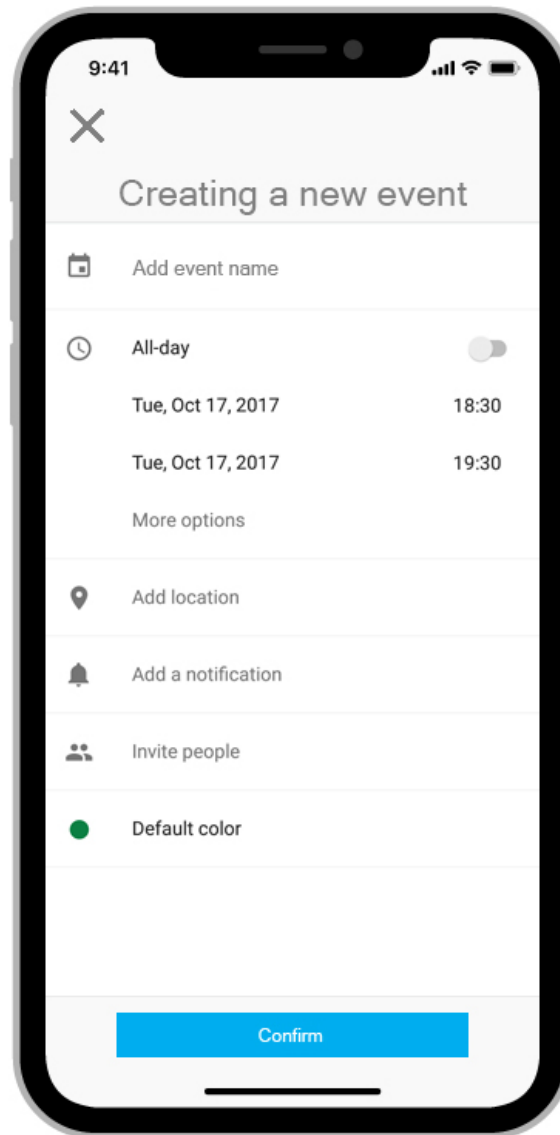 9:41
Creating a new event
Add event name
All-day
Tue, Oct 17, 2017 18:30
Tue, Oct 17, 2017 19:30
More options
Add location
Add a notification
Invite people
Default color
Confirm